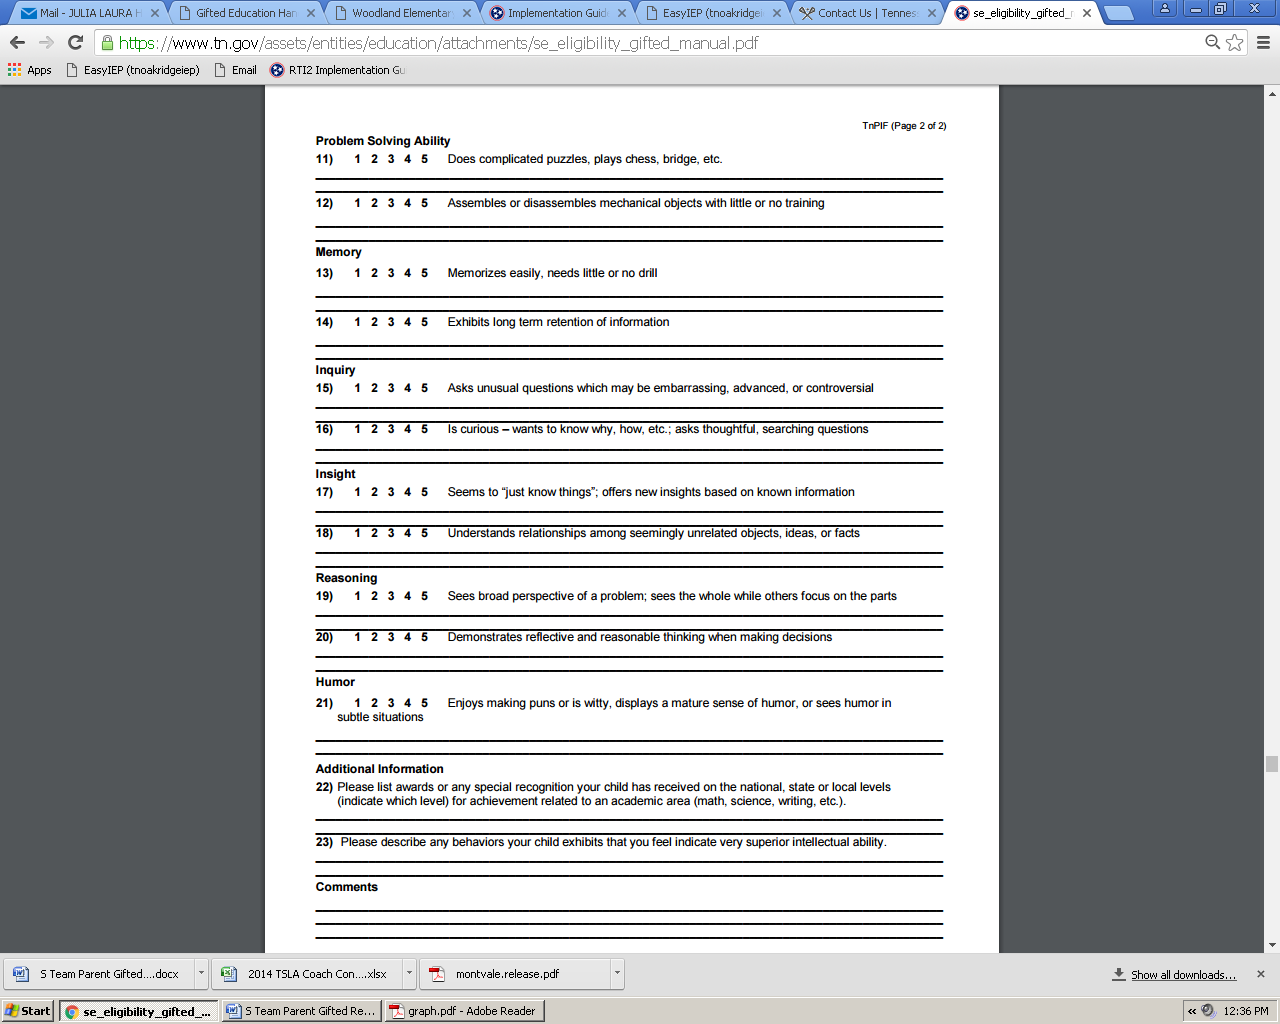 Mail - JULIA LAURA H
Gifted Education Han
Woodland Elementary
Implementation Guide
EasyIEP (tnoakridgeie
Contact Us | Tenness
se_eligibility_gifted_r
https://www.tn.gov/assets/entities/education/attachments/se_eligibility_gifted_manual.pdf
Apps
EasyIEP (tnoakridgeiep)
Email
RTI2 Implementation Gu
TnPIF (Page 2 of 2)
Problem Solving Ability
11) 1 2 3 4 5 Does complicated puzzles, plays chess, bridge, etc.
12) 1 2 3 4 5 Assembles or disassembles mechanical objects with little or no training
Memory
13) 1 2 3 4 5 Memorizes easily, needs little or no drill
14) 1 2 3 4 5 Exhibits long term retention of information
Inquiry
15) 1 2 3 4 5 Asks unusual questions which may be embarrassing, advanced, or controversial
16) 1 2 3 4 5 Is curious – wants to know why, how, etc.; asks thoughtful, searching questions
Insight
17) 1 2 3 4 5 Seems to “just know things”; offers new insights based on known information
18) 1 2 3 4 5 Understands relationships among seemingly unrelated objects, ideas, or facts
Reasoning
19) 1 2 3 4 5 Sees broad perspective of a problem; sees the whole while others focus on the parts
20) 1 2 3 4 5 Demonstrates reflective and reasonable thinking when making decisions
Humor
21) 1 2 3 4 5 Enjoys making puns or is witty, displays a mature sense of humor, or sees humor in
subtle situations
Additional Information
22) Please list awards or any special recognition your child has received on the national, state or local levels
(indicate which level) for achievement related to an academic area (math, science, writing, etc.).
23) Please describe any behaviors your child exhibits that you feel indicate very superior intellectual ability.
Comments
S Team Parent Gifted....docx
2014 TSLA Coach Con....xlsx
montvale.release.pdf
Show all downloads...
Start
se_eligibility_gifted_...
S Team Parent Gifted Re...
graph.pdf - Adobe Reader
12:36 PM